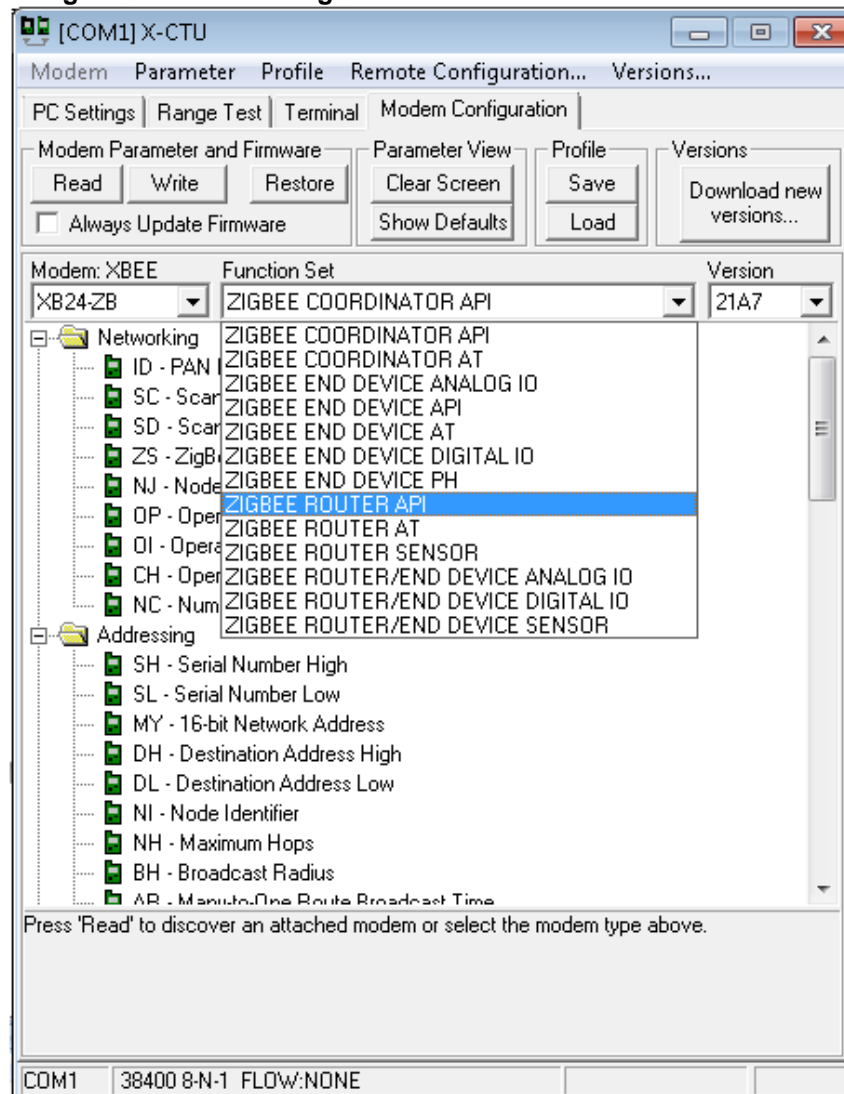 [COM1] X-CTU
Modem Parameter Profile Remote Configuration... Versions...
PC Settings Range Test Terminal Modem Configuration
Modem Parameter and Firmware Parameter View Profile Versions
Read Write Restore Clear Screen Save Download new versions...
Always Update Firmware Show Defaults Load
Modem: XBEE Function Set Version
XB24-ZB ZIGBEE COORDINATOR API 21A7
Networking
ID - PAN
SC - Scan
SD - Scan
ZS - ZigB
NJ - Node
OP - Oper
OI - Opera
CH - Oper
NC - Num
ZIGBEE COORDINATOR API
ZIGBEE COORDINATOR AT
ZIGBEE END DEVICE ANALOG IO
ZIGBEE END DEVICE API
ZIGBEE END DEVICE AT
ZIGBEE END DEVICE DIGITAL IO
ZIGBEE END DEVICE PH
ZIGBEE ROUTER API
ZIGBEE ROUTER AT
ZIGBEE ROUTER SENSOR
ZIGBEE ROUTER/END DEVICE ANALOG IO
ZIGBEE ROUTER/END DEVICE DIGITAL IO
ZIGBEE ROUTER/END DEVICE SENSOR
Addressing
SH - Serial Number High
SL - Serial Number Low
MY - 16-bit Network Address
DH - Destination Address High
DL - Destination Address Low
NI - Node Identifier
NH - Maximum Hops
BH - Broadcast Radius
AR - Many-to-One Route Broadcast Time
Press 'Read' to discover an attached modem or select the modem type above.
COM1 38400 8-N-1 FLOW:NONE